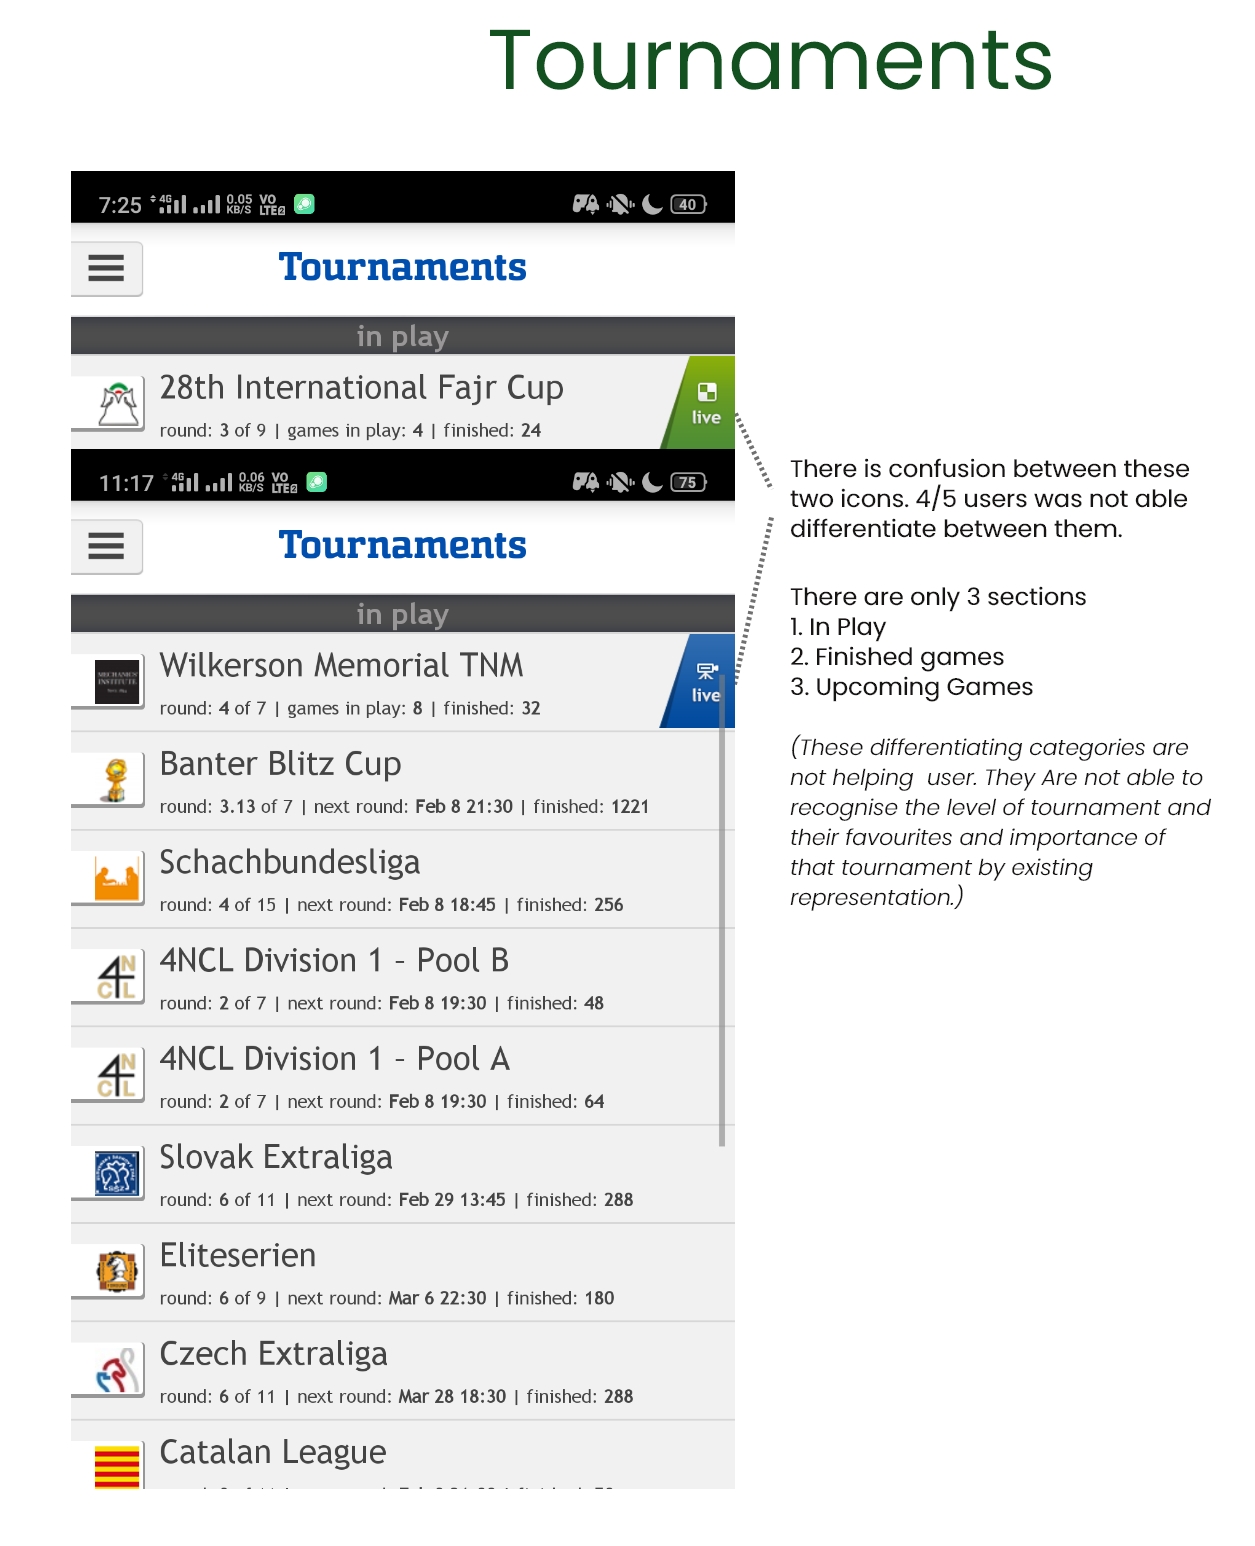 Tournaments
7:25 4G 0.05 KB/S VO LTE2 40
Tournaments
in play
28th International Fajr Cup
round: 3 of 9 | games in play: 4 | finished: 24
live
11:17 4G 0.06 KB/S VO LTE2 75
Tournaments
in play
Wilkerson Memorial TNM
round: 4 of 7 | games in play: 8 | finished: 32
live
MECHANICS'
INSTITUTE
Banter Blitz Cup
round: 3.13 of 7 | next round: Feb 8 21:30 | finished: 1221
Schachbundesliga
round: 4 of 15 | next round: Feb 8 18:45 | finished: 256
4NCL
4NCL Division 1 - Pool B
round: 2 of 7 | next round: Feb 8 19:30 | finished: 48
4NCL
4NCL Division 1 - Pool A
round: 2 of 7 | next round: Feb 8 19:30 | finished: 64
Slovak Extraliga
round: 6 of 11 | next round: Feb 29 13:45 | finished: 288
Eliteserien
round: 6 of 9 | next round: Mar 6 22:30 | finished: 180
Czech Extraliga
round: 6 of 11 | next round: Mar 28 18:30 | finished: 288
Catalan League
There is confusion between these
two icons. 4/5 users was not able
differentiate between them.
There are only 3 sections
1. In Play
2. Finished games
3. Upcoming Games
(These differentiating categories are
not helping  user. They Are not able to
recognise the level of tournament and
their favourites and importance of
that tournament by existing
representation.)